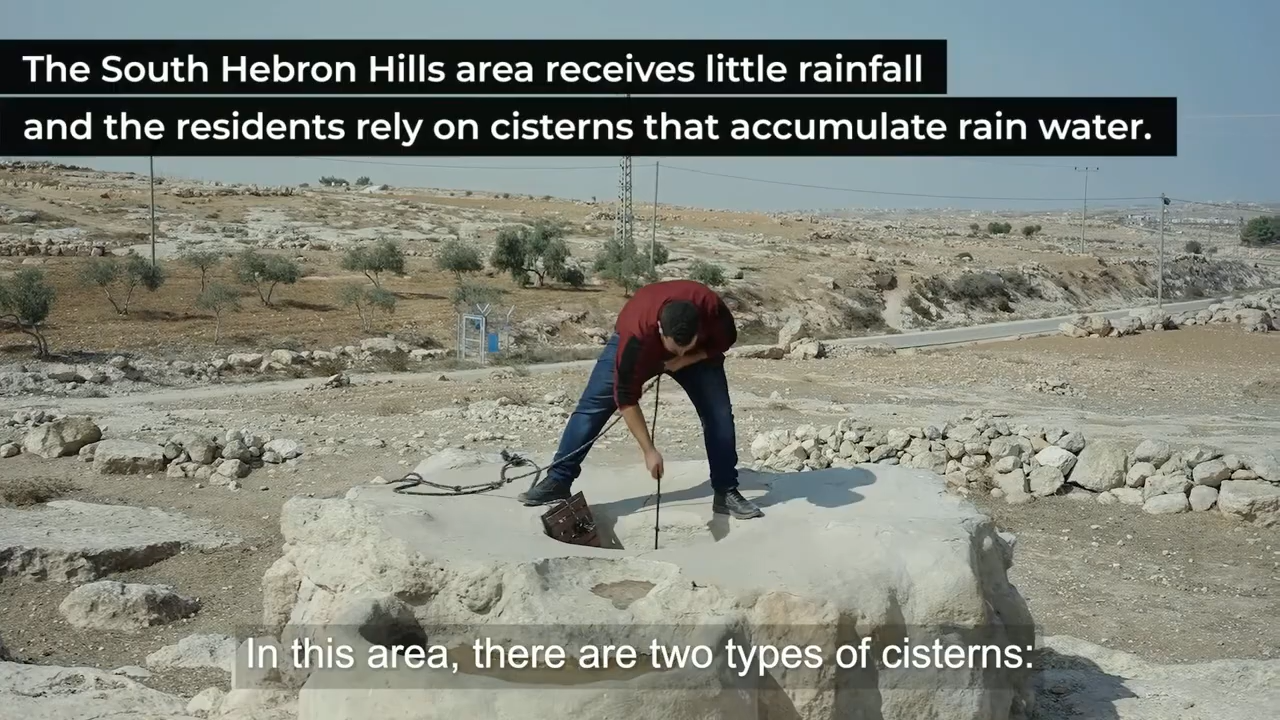 The South Hebron Hills area receives little rainfall
and the residents rely on cisterns that accumulate rain water.
In this area, there are two types of cisterns: